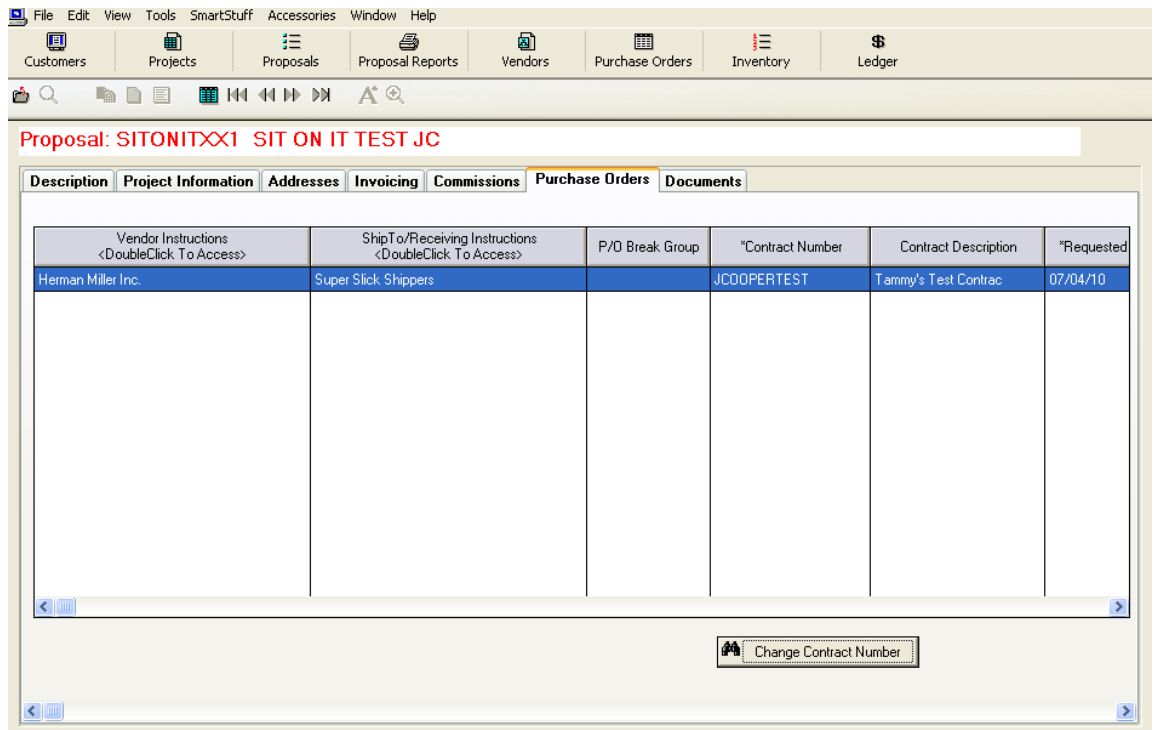 File Edit View Tools SmartStuff Accessories Window Help
Customers Projects Proposals Proposal Reports Vendors Purchase Orders Inventory Ledger
Proposal: SITONITXX1 SIT ON IT TEST JC
Description Project Information Addresses Invoicing Commissions Purchase Orders Documents
Vendor Instructions
<DoubleClick To Access>
ShipTo/Receiving Instructions
<DoubleClick To Access>
P/O Break Group
*Contract Number
Contract Description
*Requested
Herman Miller Inc. Super Slick Shippers JCOOPERTEST Tammy's Test Contrac 07/04/10
Change Contract Number